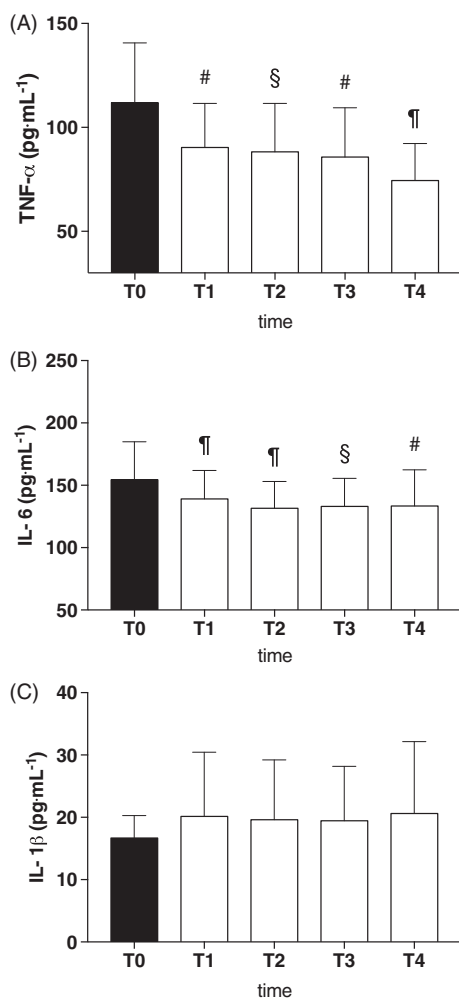 (A)
TNF-α (pg·mL⁻¹)
150
100
50
# § # ¶
T0 T1 T2 T3 T4
time
(B)
IL- 6 (pg·mL⁻¹)
250
200
150
100
50
¶ ¶ § #
T0 T1 T2 T3 T4
time
(C)
IL- 1β (pg·mL⁻¹)
40
30
20
10
0
T0 T1 T2 T3 T4
time